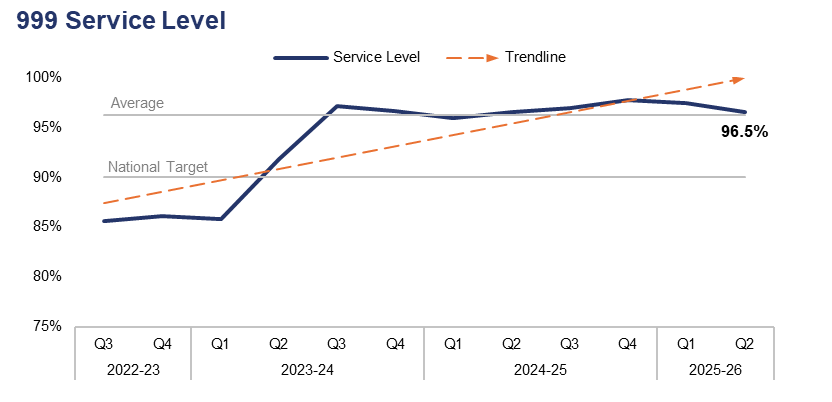 999 Service Level
Service Level
Trendline
100%
Average
95%
96.5%
National Target
90%
85%
80%
75%
Q3 Q4 Q1 Q2 Q3 Q4 Q1 Q2 Q3 Q4 Q1 Q2
2022-23 2023-24 2024-25 2025-26